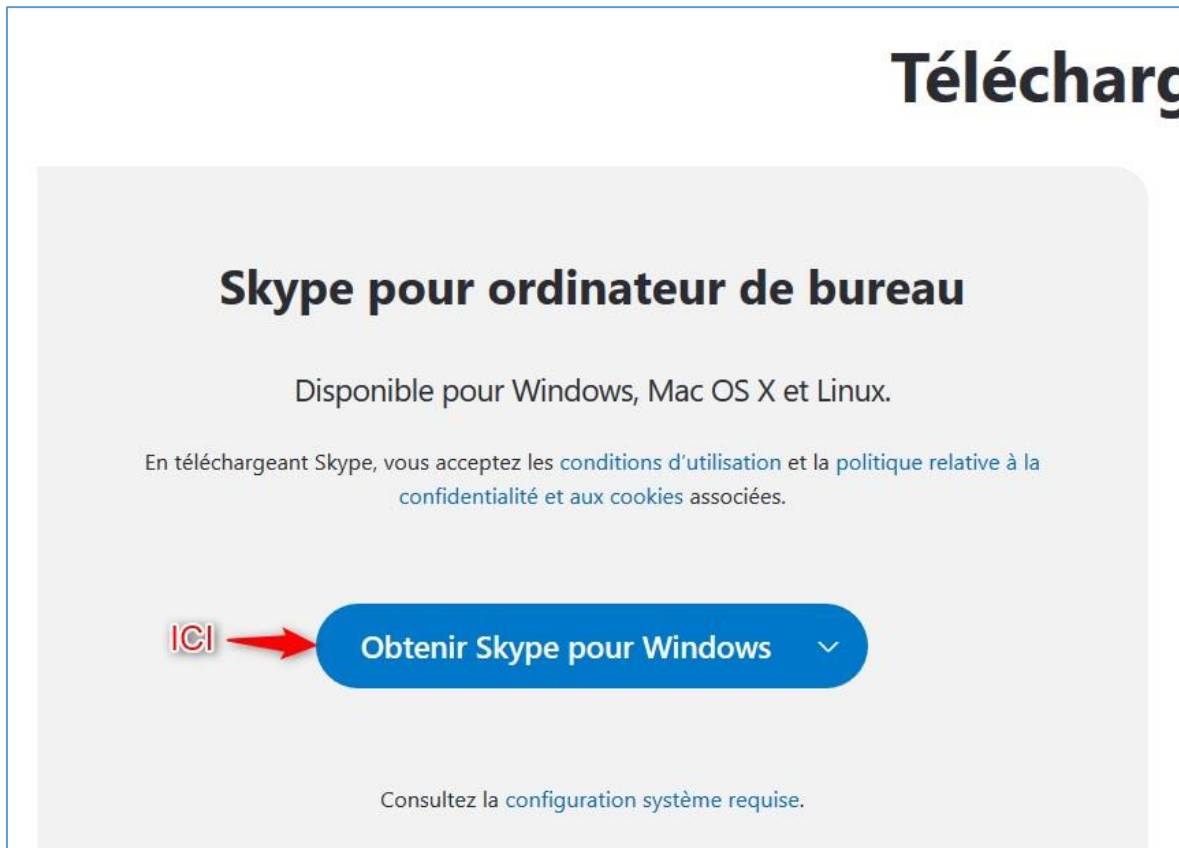 Télécharg
Skype pour ordinateur de bureau
Disponible pour Windows, Mac OS X et Linux.
En téléchargeant Skype, vous acceptez les conditions d'utilisation et la politique relative à la
confidentialité et aux cookies associées.
ICI
Obtenir Skype pour Windows
Consultez la configuration système requise.